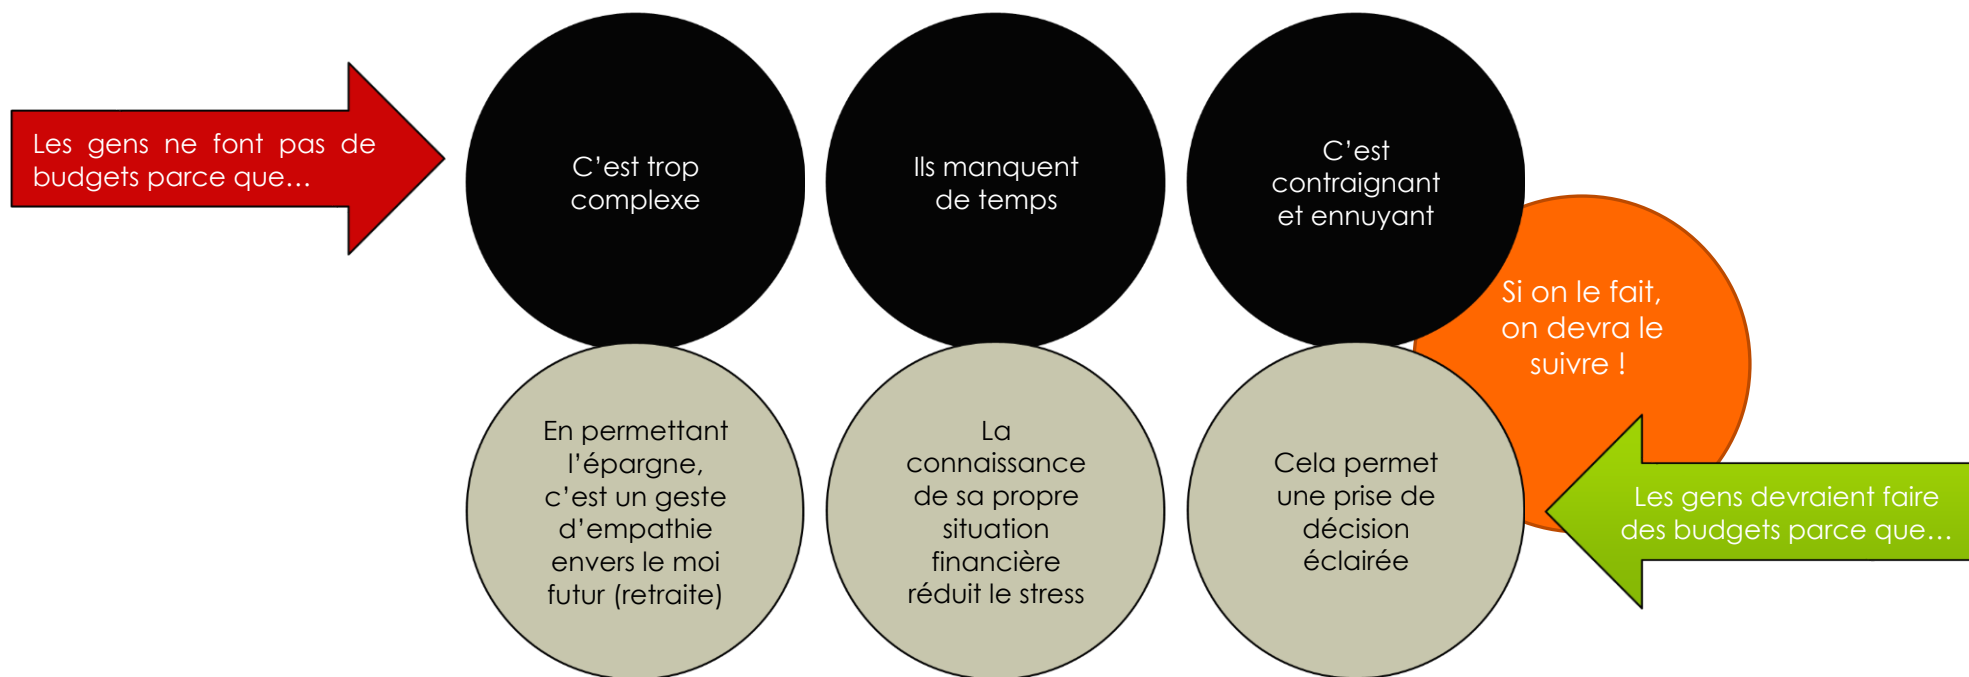 Les gens ne font pas de
budgets parce que…
C’est trop
complexe
Ils manquent
de temps
C’est
contraignant
et ennuyant
Si on le fait,
on devra le
suivre !
En permettant
l’épargne,
c’est un geste
d’empathie
envers le moi
futur (retraite)
La
connaissance
de sa propre
situation
financière
réduit le stress
Cela permet
une prise de
décision
éclairée
Les gens devraient faire
des budgets parce que…